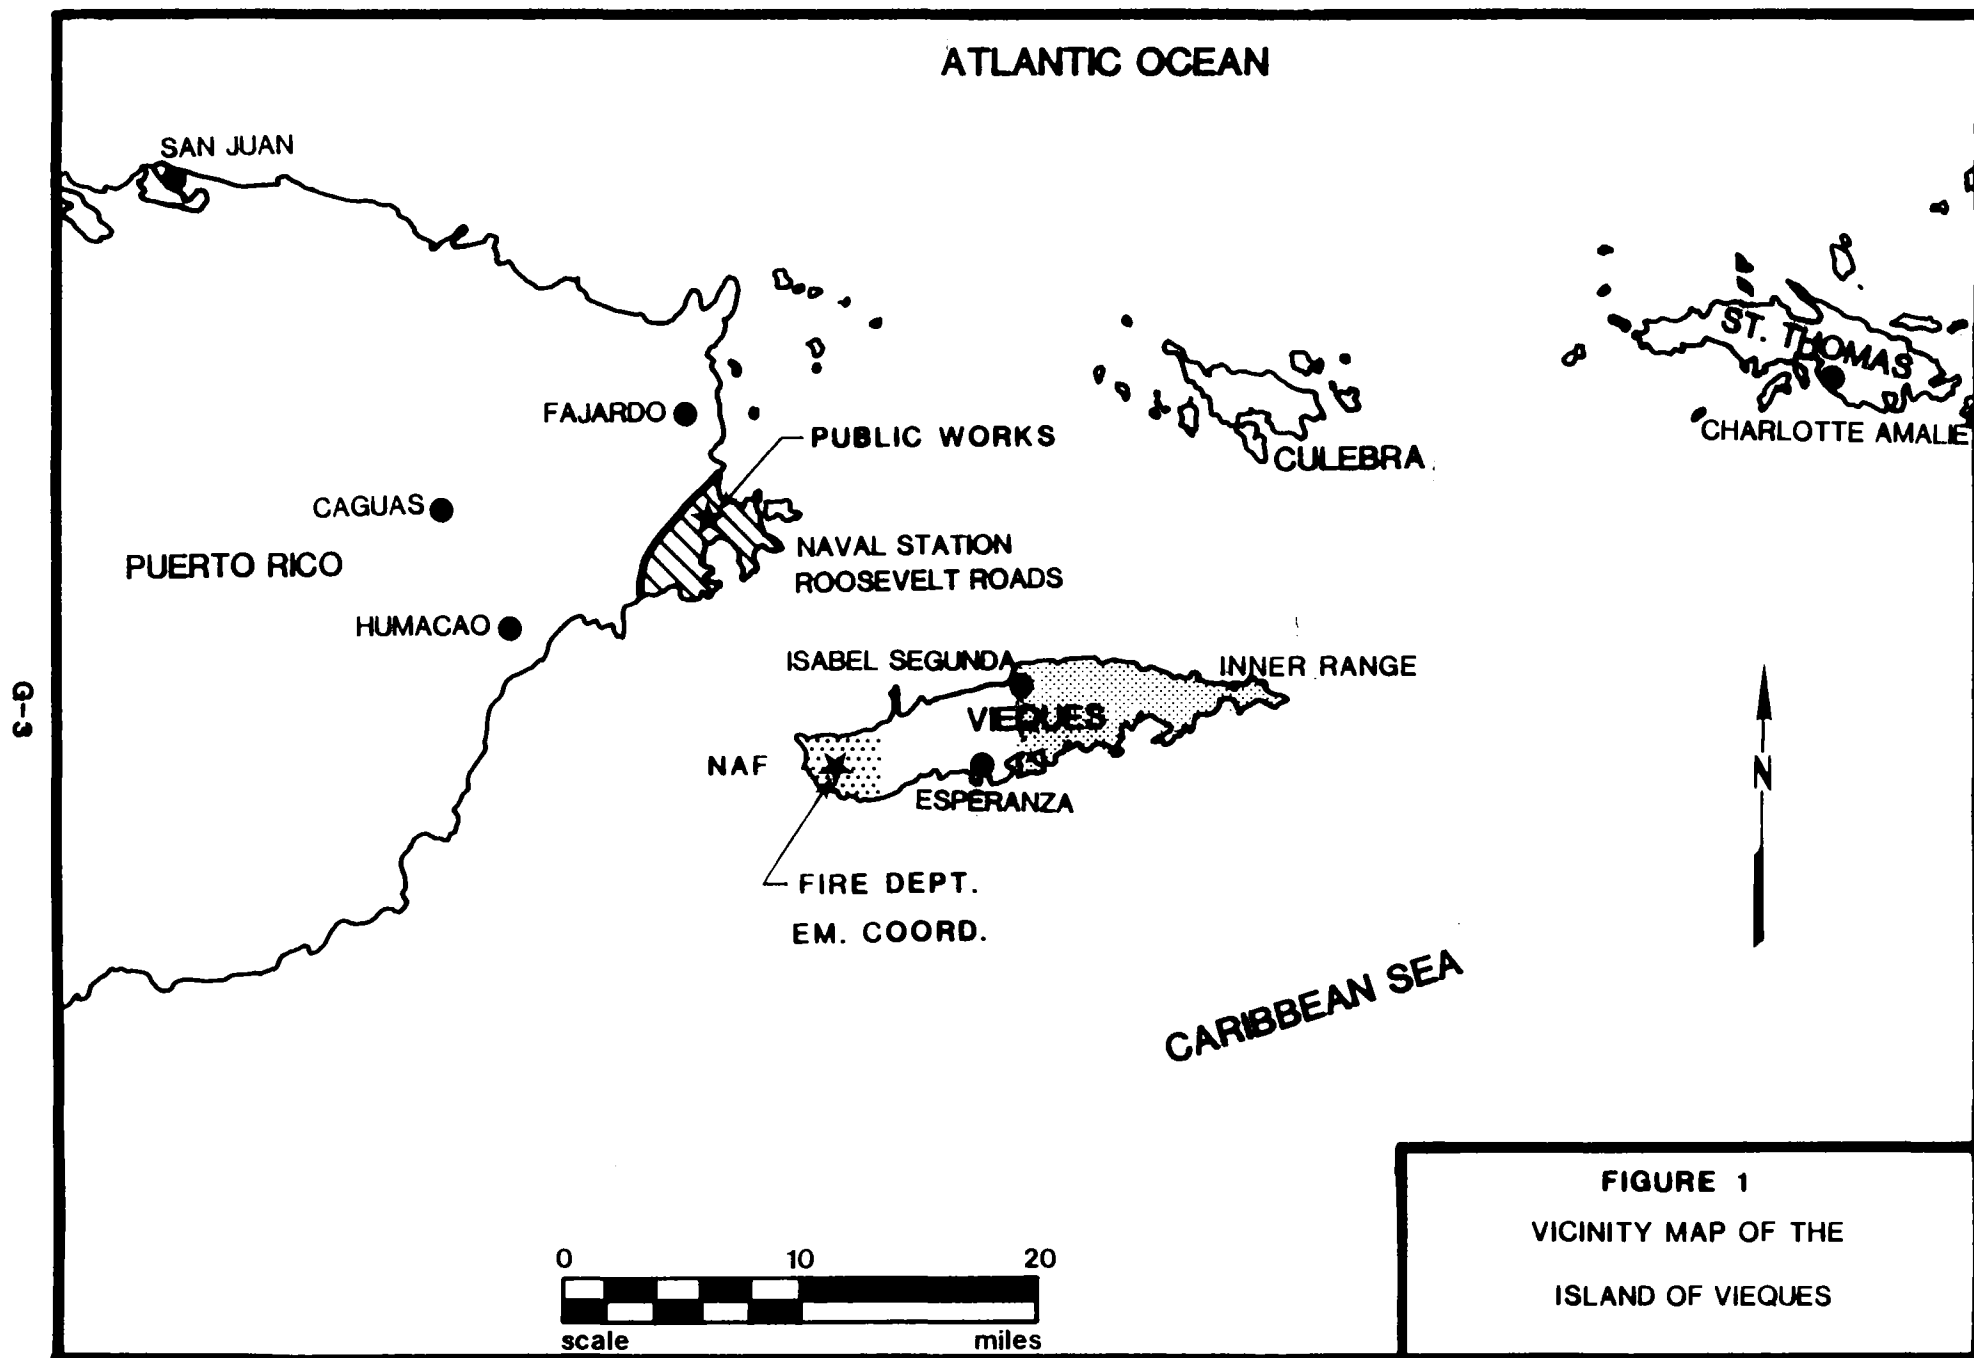 ATLANTIC OCEAN
SAN JUAN
ST. THOMAS
FAJARDO
PUBLIC WORKS
CHARLOTTE AMALIE
CULEBRA
CAGUAS
NAVAL STATION
ROOSEVELT ROADS
PUERTO RICO
HUMACAO
ISABEL SEGUNDA
INNER RANGE
VIEQUES
NAF
ESPERANZA
N
G-3
FIRE DEPT.
EM. COORD.
CARIBBEAN SEA
FIGURE 1
VICINITY MAP OF THE
ISLAND OF VIEQUES
0 10 20
scale miles